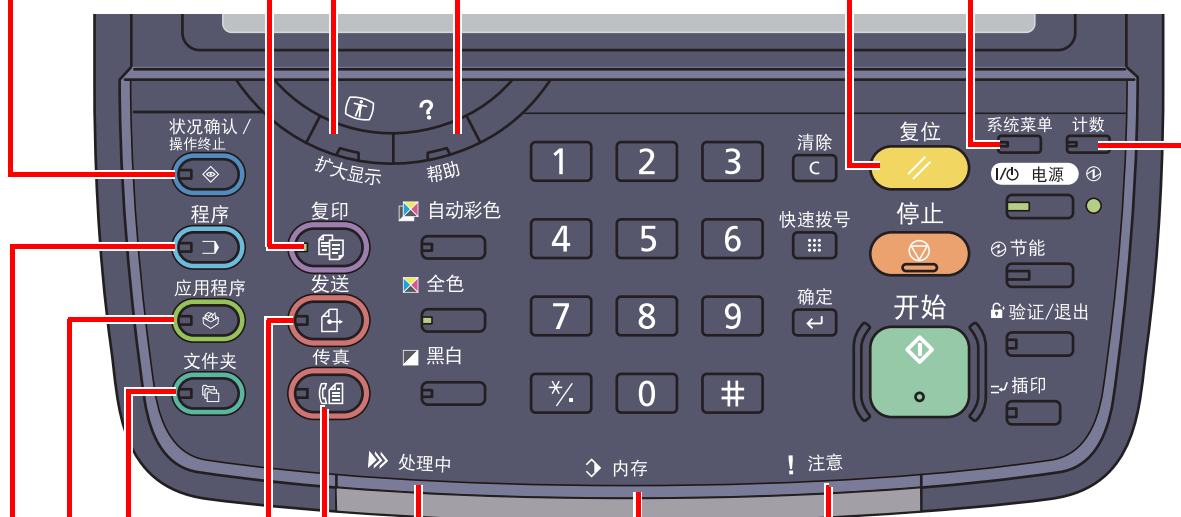 状况确认 /
操作终止
扩大显示
?
帮助
系统菜单
计数
清除
C
复位
I/⏻ 电源
1 2 3
程序
复印
自动彩色
快速拨号
停止
4 5 6
节能
应用程序
发送
全色
确定
开始
验证/退出
7 8 9
文件夹
传真
黑白
插印
*/. 0 #
处理中
内存
! 注意